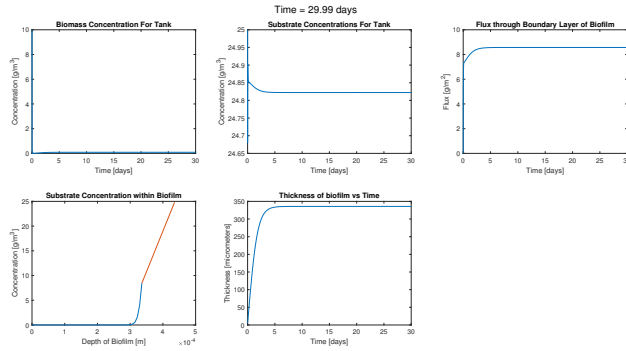 Time = 29.99 days
Biomass Concentration For Tank
Concentration [g/m³]
10
8
6
4
2
0
0 5 10 15 20 25 30
Time [days]
Substrate Concentrations For Tank
Concentration [g/m³]
25
24.95
24.9
24.85
24.8
24.75
24.7
24.65
0 5 10 15 20 25 30
Time [days]
Flux through Boundary Layer of Biofilm
Flux [g/m²]
10
8
6
4
2
0
0 5 10 15 20 25 30
Time [days]
Substrate Concentration within Biofilm
Concentration [g/m³]
25
20
15
10
5
0
0 1 2 3 4 5
Depth of Biofilm [m]
×10⁻⁴
Thickness of biofilm vs Time
Thickness [micrometers]
350
300
250
200
150
100
50
0
0 5 10 15 20 25 30
Time [days]